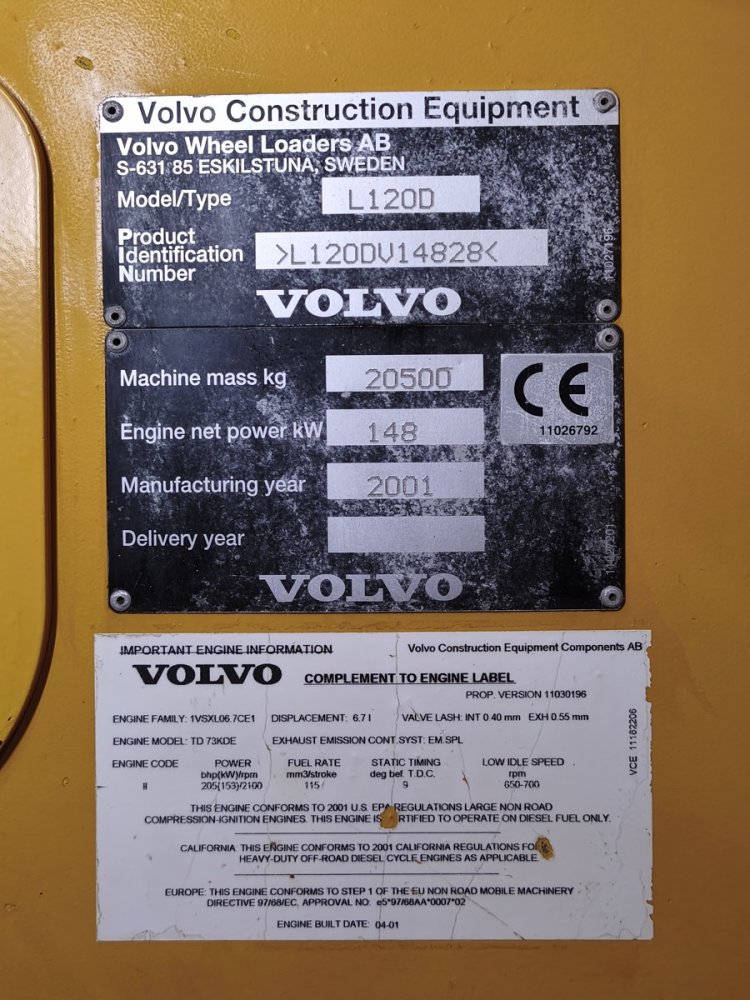 Volvo Construction Equipment
Volvo Wheel Loaders AB
S-631 85 ESKILSTUNA, SWEDEN
Model/Type L120D
Product
Identification >L120DV14828<
Number
VOLVO
Machine mass kg 20500
CE
11026792
Engine net power kW 148
Manufacturing year 2001
Delivery year
VOLVO
IMPORTANT ENGINE INFORMATION Volvo Construction Equipment Components AB
VOLVO COMPLEMENT TO ENGINE LABEL
PROP. VERSION 11030196
ENGINE FAMILY: 1VSXL06.7CE1 DISPLACEMENT: 6.7 l VALVE LASH: INT 0.40 mm EXH 0.55 mm
ENGINE MODEL: TD 73KDE EXHAUST EMISSION CONT.SYST: EM.SPL
ENGINE CODE POWER FUEL RATE STATIC TIMING LOW IDLE SPEED
bhp(kW)/rpm mm3/stroke deg bef. T.D.C. rpm
H 205(153)/2100 115 9 650-700
VCE 11162206
THIS ENGINE CONFORMS TO 2001 U.S. EPA REGULATIONS LARGE NON ROAD
COMPRESSION-IGNITION ENGINES. THIS ENGINE IS RTIFIED TO OPERATE ON DIESEL FUEL ONLY.
CALIFORNIA THIS ENGINE CONFORMS TO 2001 CALIFORNIA REGULATIONS FO
HEAVY-DUTY OFF-ROAD DIESEL CYCLE ENGINES AS APPLICABLE.
EUROPE: THIS ENGINE CONFORMS TO STEP 1 OF THE EU NON ROAD MOBILE MACHINERY
DIRECTIVE 97/68/EC, APPROVAL NO: e5*97/68AA*0007*02
ENGINE BUILT DATE: 04-01